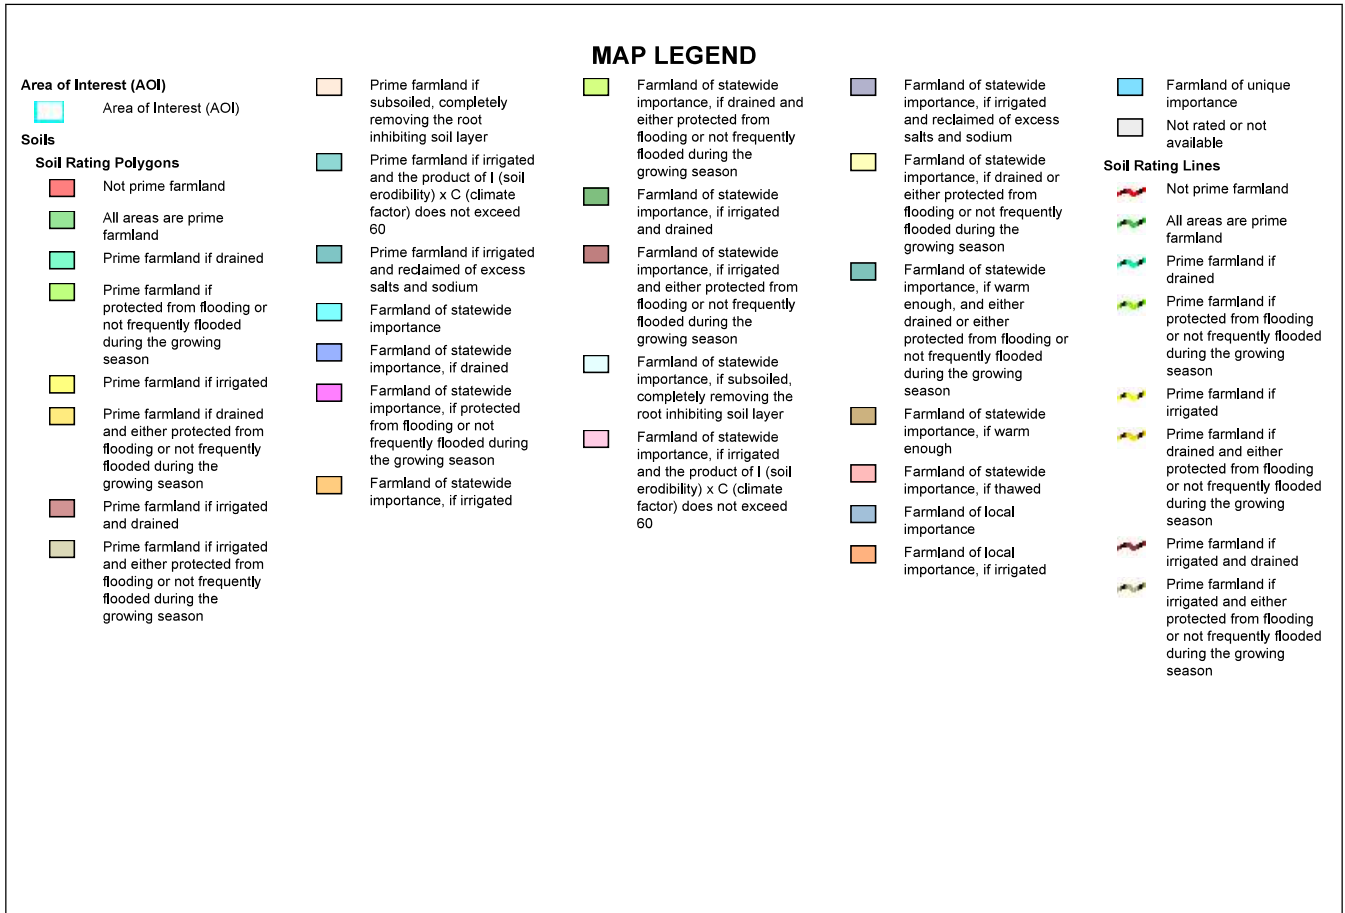 MAP LEGEND
Area of Interest (AOI)
Area of Interest (AOI)
Soils
Soil Rating Polygons
Not prime farmland
All areas are prime
farmland
Prime farmland if drained
Prime farmland if
protected from flooding or
not frequently flooded
during the growing
season
Prime farmland if irrigated
Prime farmland if drained
and either protected from
flooding or not frequently
flooded during the
growing season
Prime farmland if irrigated
and drained
Prime farmland if irrigated
and either protected from
flooding or not frequently
flooded during the
growing season
Prime farmland if
subsoiled, completely
removing the root
inhibiting soil layer
Prime farmland if irrigated
and the product of I (soil
erodibility) x C (climate
factor) does not exceed
60
Prime farmland if irrigated
and reclaimed of excess
salts and sodium
Farmland of statewide
importance
Farmland of statewide
importance, if drained
Farmland of statewide
importance, if protected
from flooding or not
frequently flooded during
the growing season
Farmland of statewide
importance, if irrigated
Farmland of statewide
importance, if drained and
either protected from
flooding or not frequently
flooded during the
growing season
Farmland of statewide
importance, if irrigated
and drained
Farmland of statewide
importance, if irrigated
and either protected from
flooding or not frequently
flooded during the
growing season
Farmland of statewide
importance, if subsoiled,
completely removing the
root inhibiting soil layer
Farmland of statewide
importance, if irrigated
and the product of I (soil
erodibility) x C (climate
factor) does not exceed
60
Farmland of statewide
importance, if irrigated
and reclaimed of excess
salts and sodium
Farmland of statewide
importance, if drained or
either protected from
flooding or not frequently
flooded during the
growing season
Farmland of statewide
importance, if warm
enough, and either
drained or either
protected from flooding or
not frequently flooded
during the growing
season
Farmland of statewide
importance, if warm
enough
Farmland of statewide
importance, if thawed
Farmland of local
importance
Farmland of local
importance, if irrigated
Farmland of unique
importance
Not rated or not
available
Soil Rating Lines
Not prime farmland
All areas are prime
farmland
Prime farmland if
drained
Prime farmland if
protected from flooding
or not frequently flooded
during the growing
season
Prime farmland if
irrigated
Prime farmland if
drained and either
protected from flooding
or not frequently flooded
during the growing
season
Prime farmland if
irrigated and drained
Prime farmland if
irrigated and either
protected from flooding
or not frequently flooded
during the growing
season